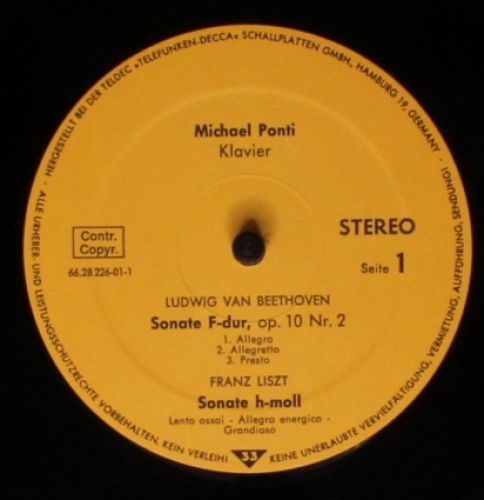 HERGESTELLT BEI DER TELDEC »TELEFUNKEN-DECCA« SCHALLPLATTEN GMBH, HAMBURG 19, GERMANY ·
Michael Ponti
Klavier
STEREO
Contr.
Copyr.
66.28 226-01-1
Seite 1
LUDWIG VAN BEETHOVEN
Sonate F-dur, op. 10 Nr. 2
1. Allegro
2. Allegretto
3. Presto
FRANZ LISZT
Sonate h-moll
Lento assai - Allegro energico -
Grandioso
33
· ALLE URHEBER- UND LEISTUNGSSCHUTZRECHTE VORBEHALTEN. KEIN VERLEIH! KEINE UNERLAUBTE VERVIELFÄLTIGUNG, VERMIETUNG, AUFFÜHRUNG, SENDUNG!